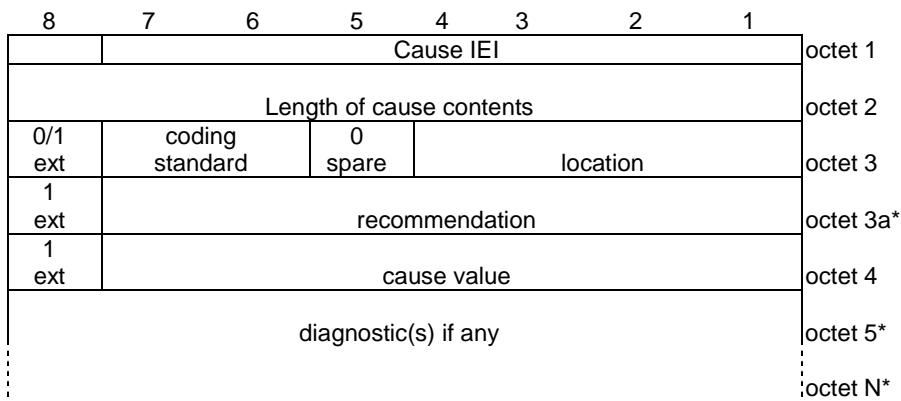 8 7 6 5 4 3 2 1
Cause IEI octet 1
Length of cause contents octet 2
0/1 coding 0
ext standard spare location octet 3
1
ext recommendation octet 3a*
1
ext cause value octet 4
diagnostic(s) if any octet 5*
octet N*